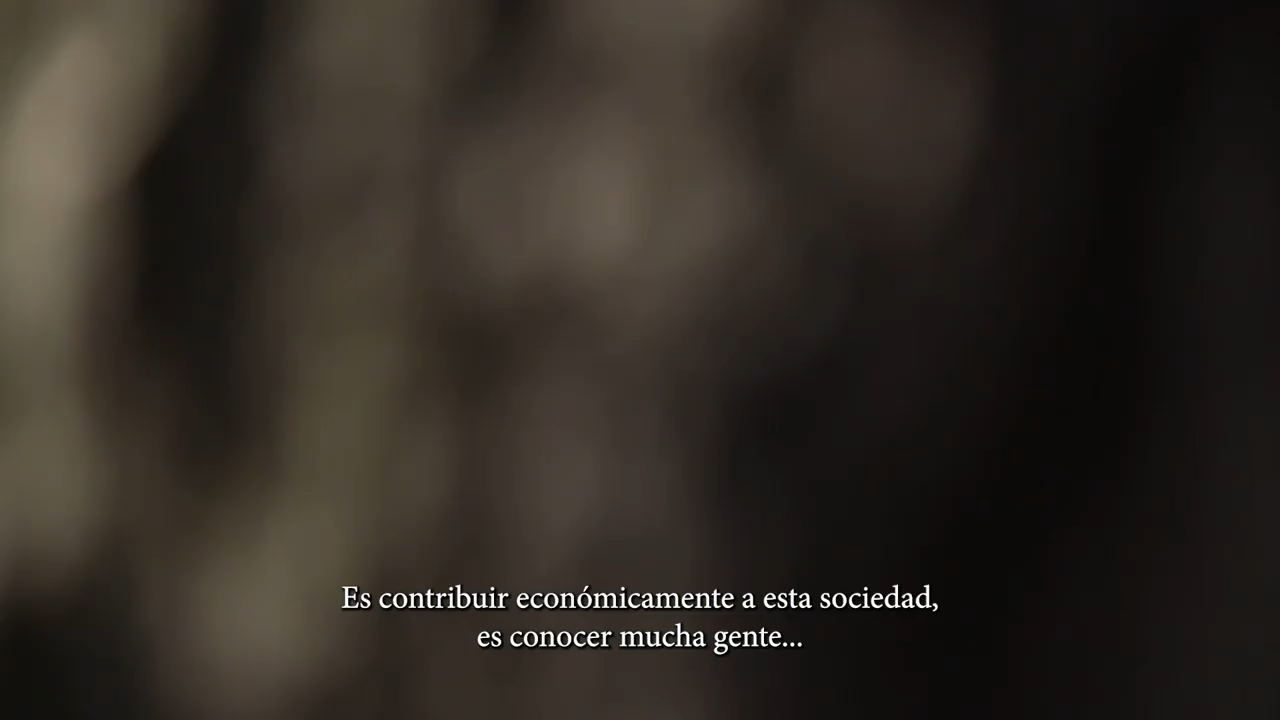 Es contribuir económicamente a esta sociedad,
es conocer mucha gente...